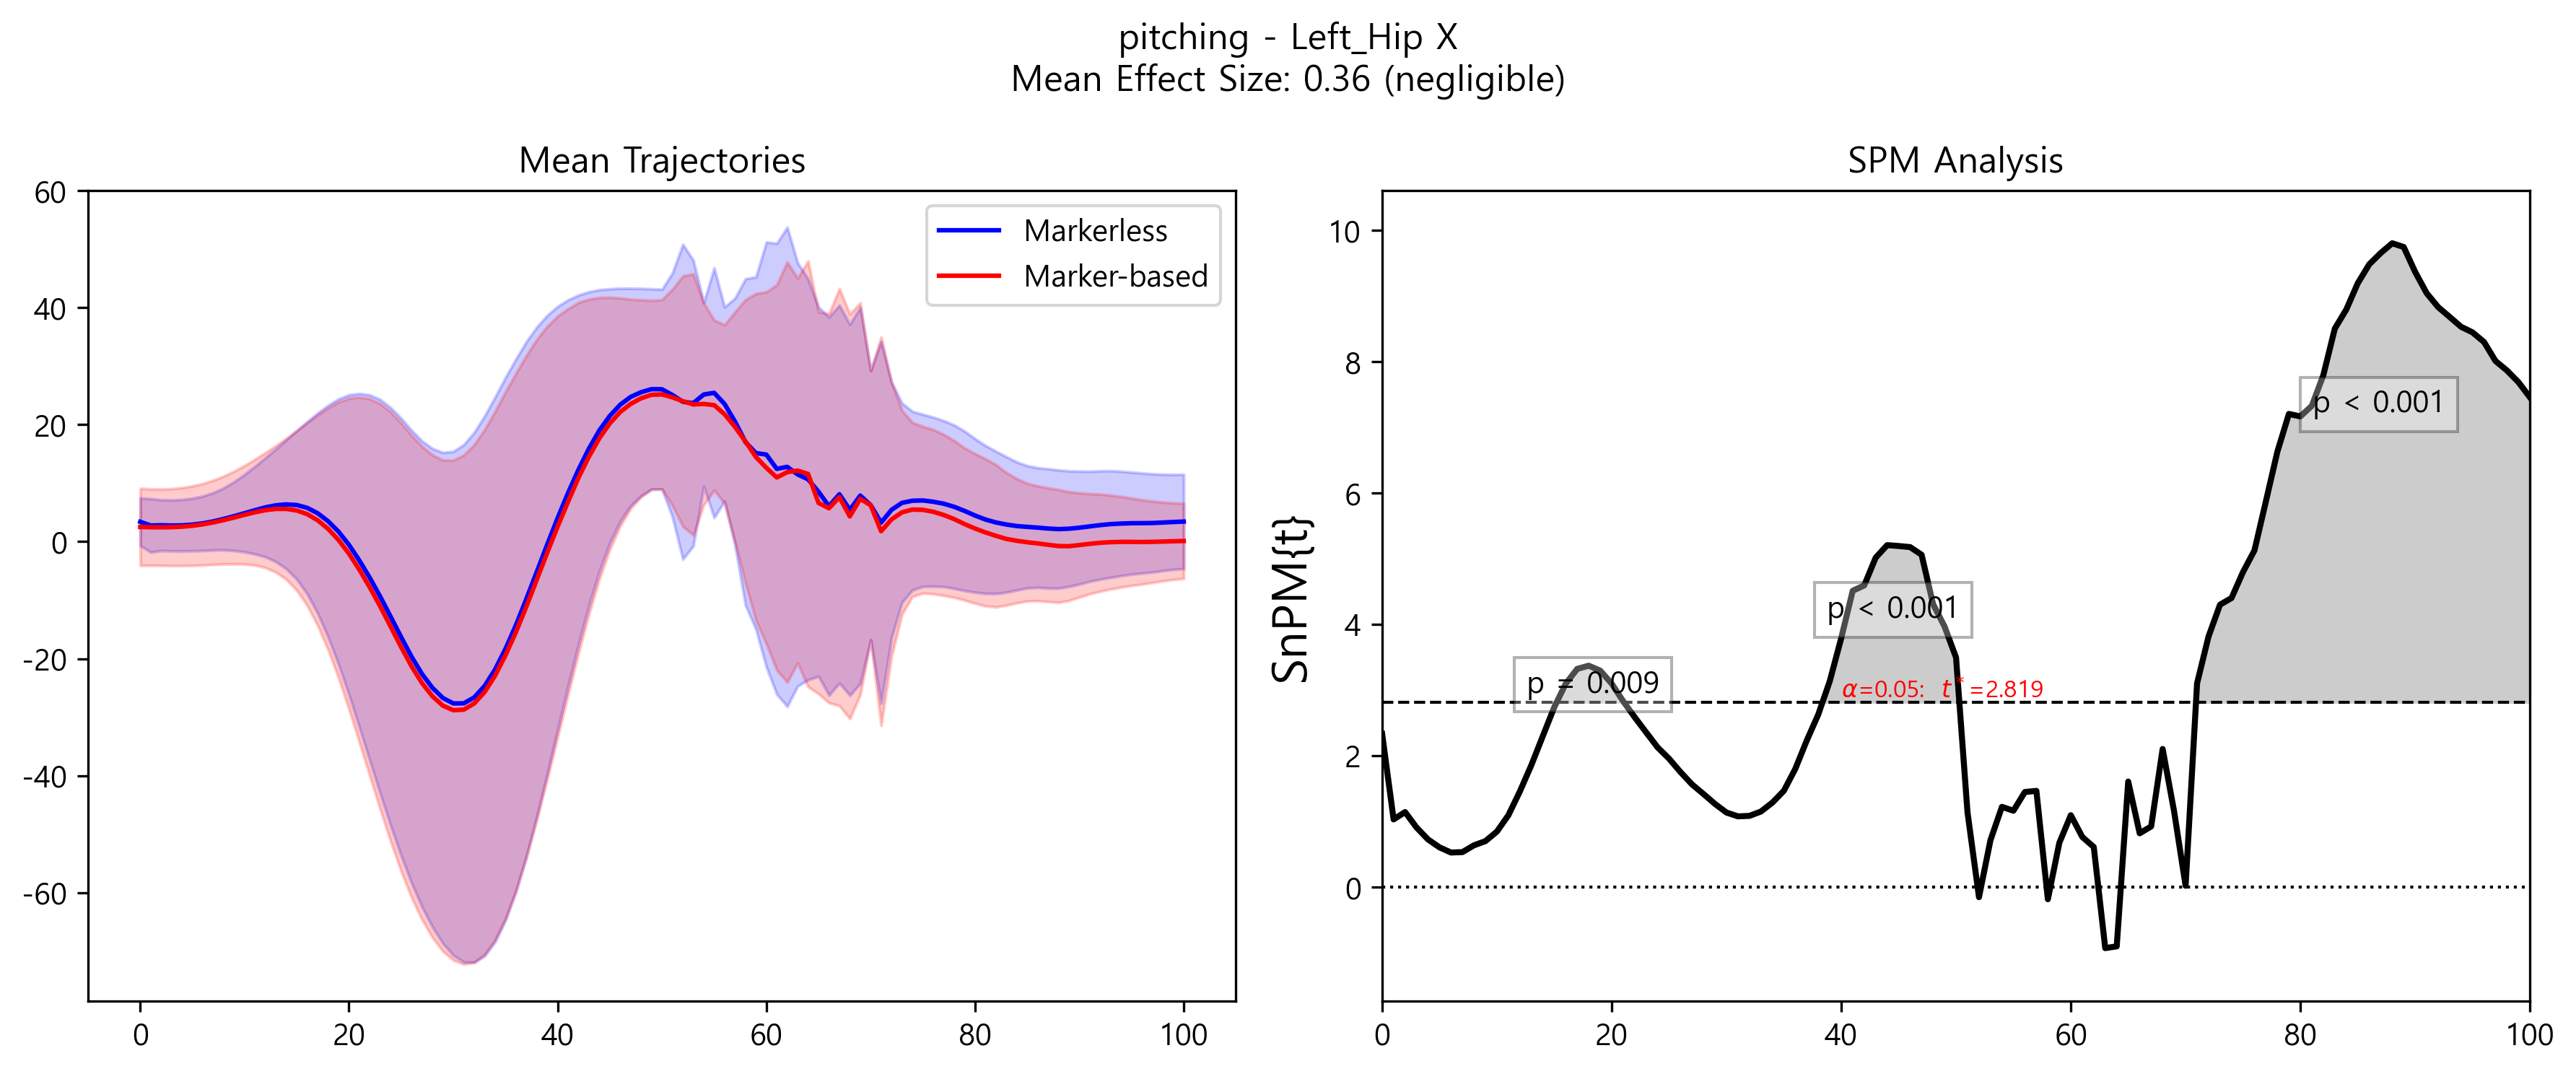 pitching - Left_Hip X
Mean Effect Size: 0.36 (negligible)
Mean Trajectories
60
40
20
0
-20
-40
-60
0 20 40 60 80 100
Markerless
Marker-based
SPM Analysis
SnPM{t}
10
8
6
4
2
0
0 20 40 60 80 100
p = 0.009
p < 0.001
p < 0.001
α=0.05: t*=2.819